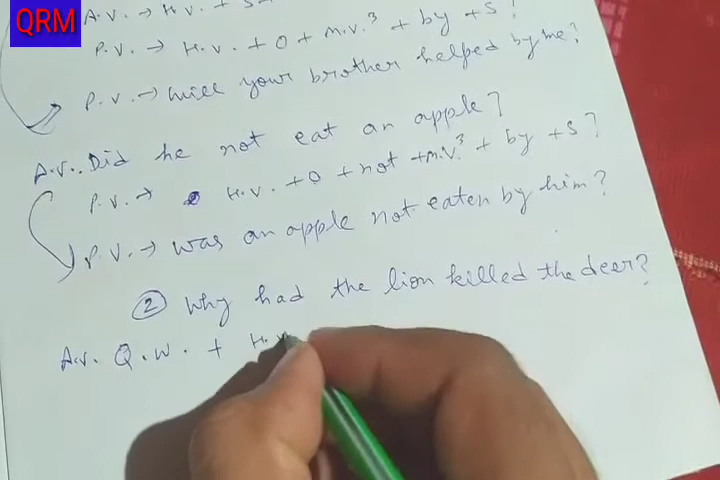 QRM
A.V. → H.V. + S
P.V. → H.V. + O + M.V.³ + by + S?
P.V. → will your brother helped by me?
A.V.. Did he not eat an apple?
P.V. → H.V. + O + not + M.V.³ + by + S?
P.V. → was an apple not eaten by him?
② Why had the lion killed the deer?
A.V. Q.W. + H.V